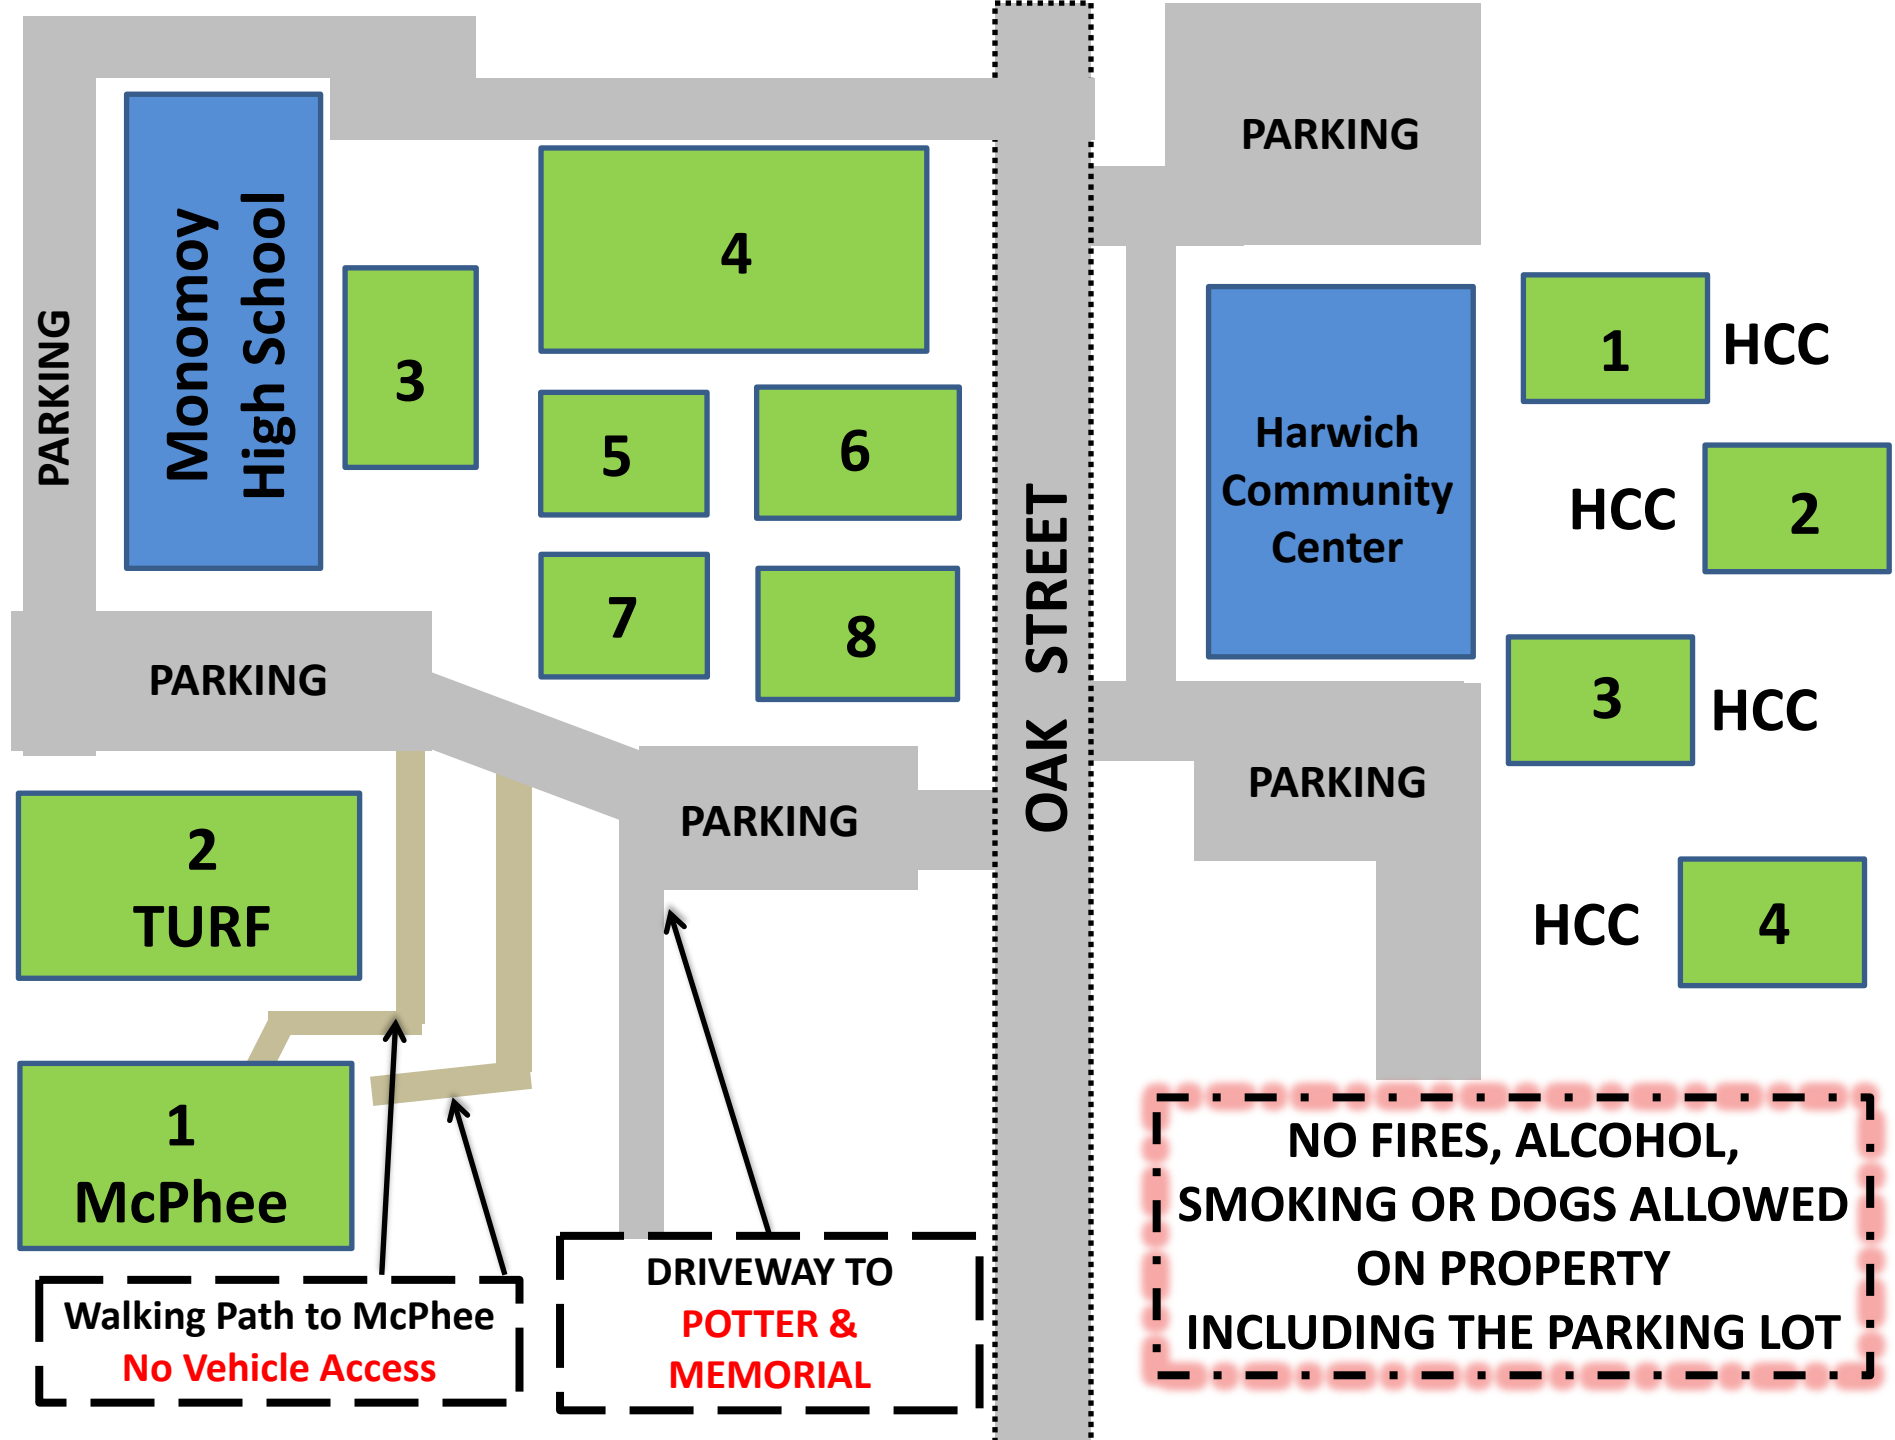 PARKING
Monomoy
High School
3
4
5
6
7
8
PARKING
PARKING
2
TURF
1
McPhee
Walking Path to McPhee
No Vehicle Access
DRIVEWAY TO
POTTER &
MEMORIAL
OAK STREET
PARKING
Harwich
Community
Center
1
HCC
HCC
2
3
HCC
PARKING
HCC
4
NO FIRES, ALCOHOL,
SMOKING OR DOGS ALLOWED
ON PROPERTY
INCLUDING THE PARKING LOT